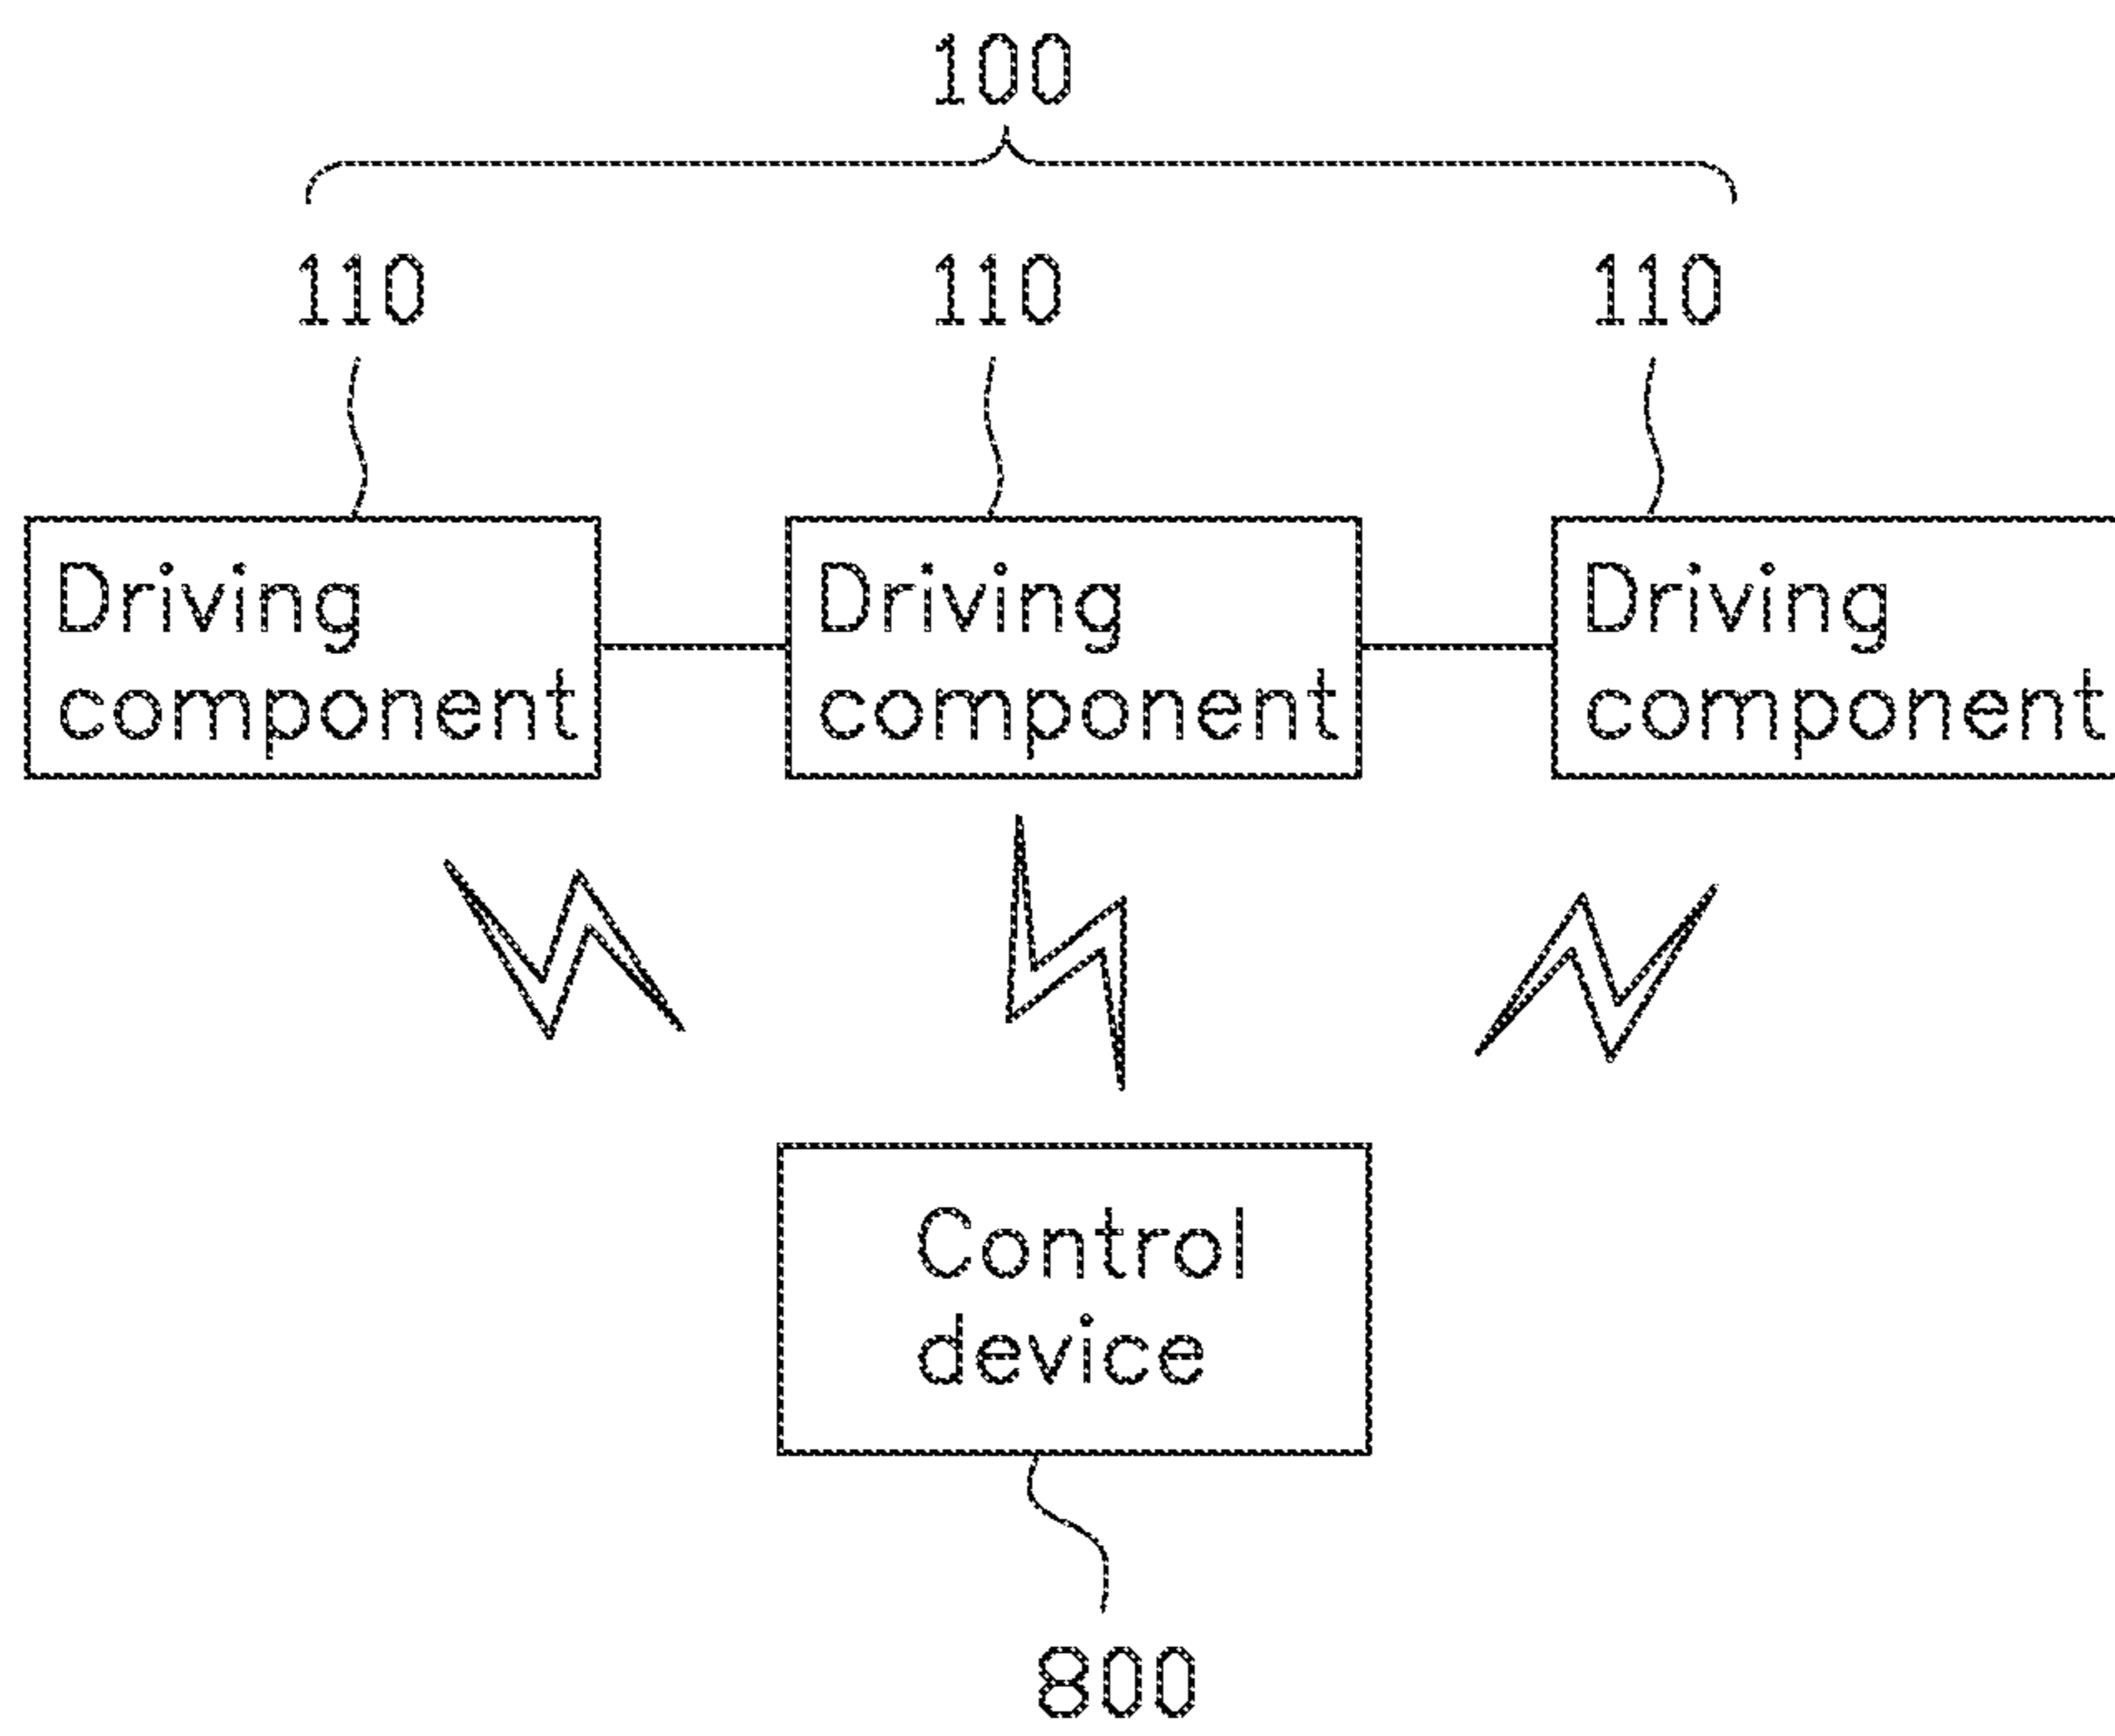 100
110
110
110
Driving
component
Driving
component
Driving
component
Control
device
800